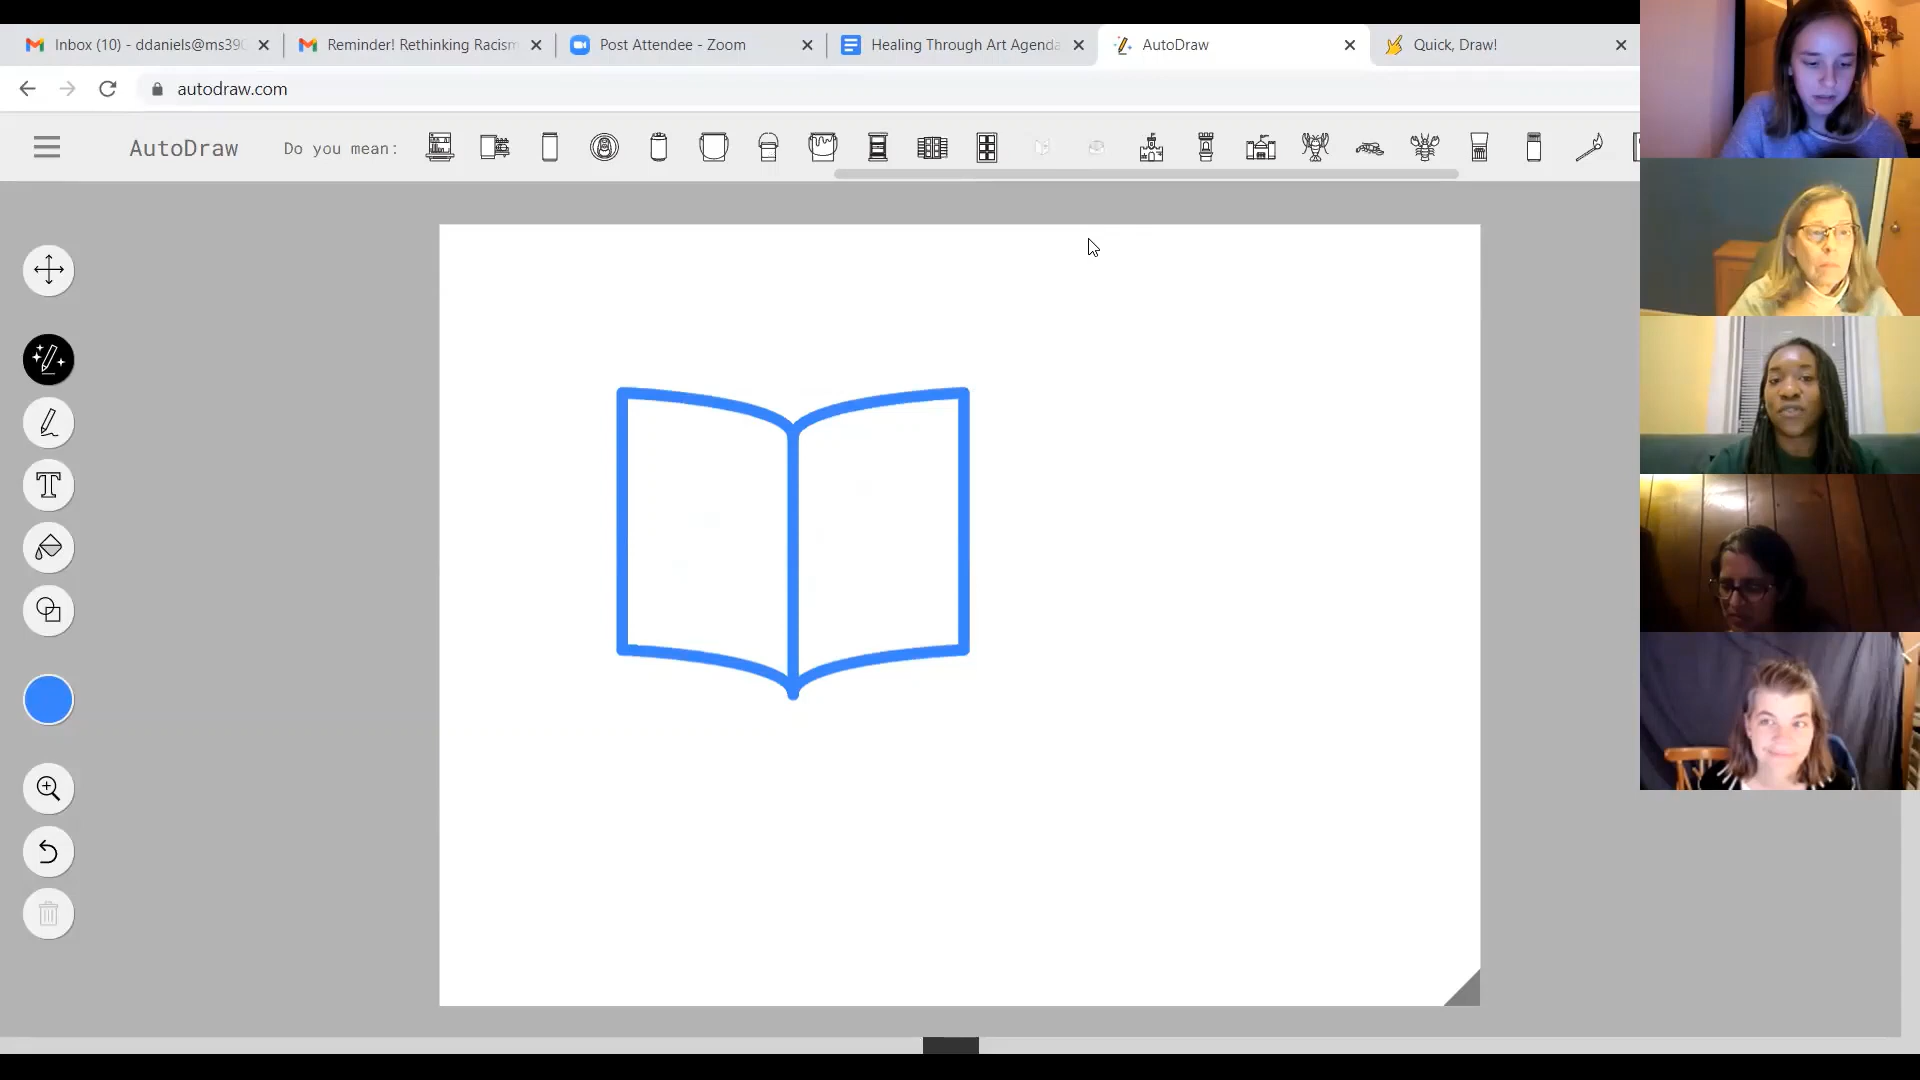 Inbox (10) - ddaniels@ms390
Reminder! Rethinking Racism
Post Attendee - Zoom
Healing Through Art Agenda
AutoDraw
Quick, Draw!
autodraw.com
AutoDraw
Do you mean:
T